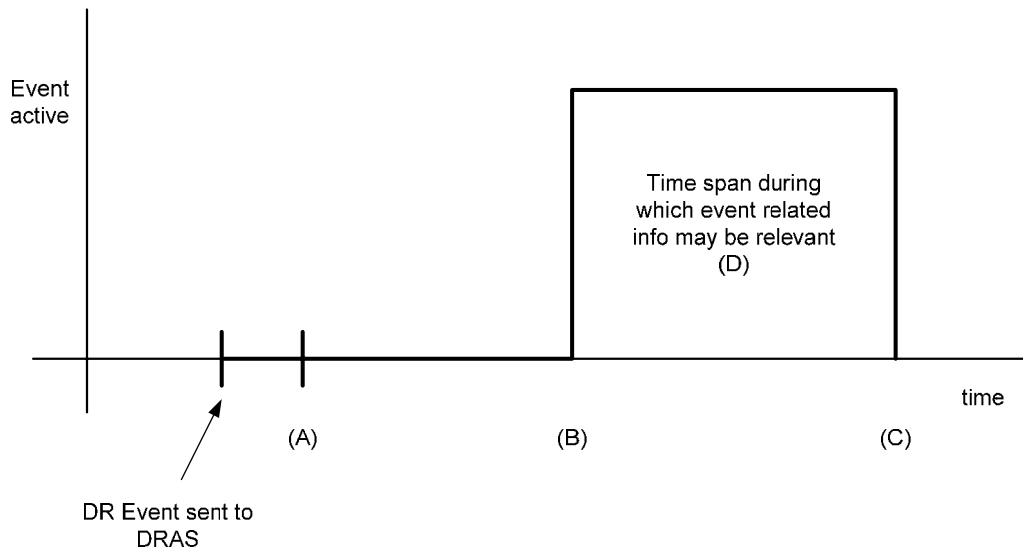 Event
active
Time span during
which event related
info may be relevant
(D)
time
(A)
(B)
(C)
DR Event sent to
DRAS